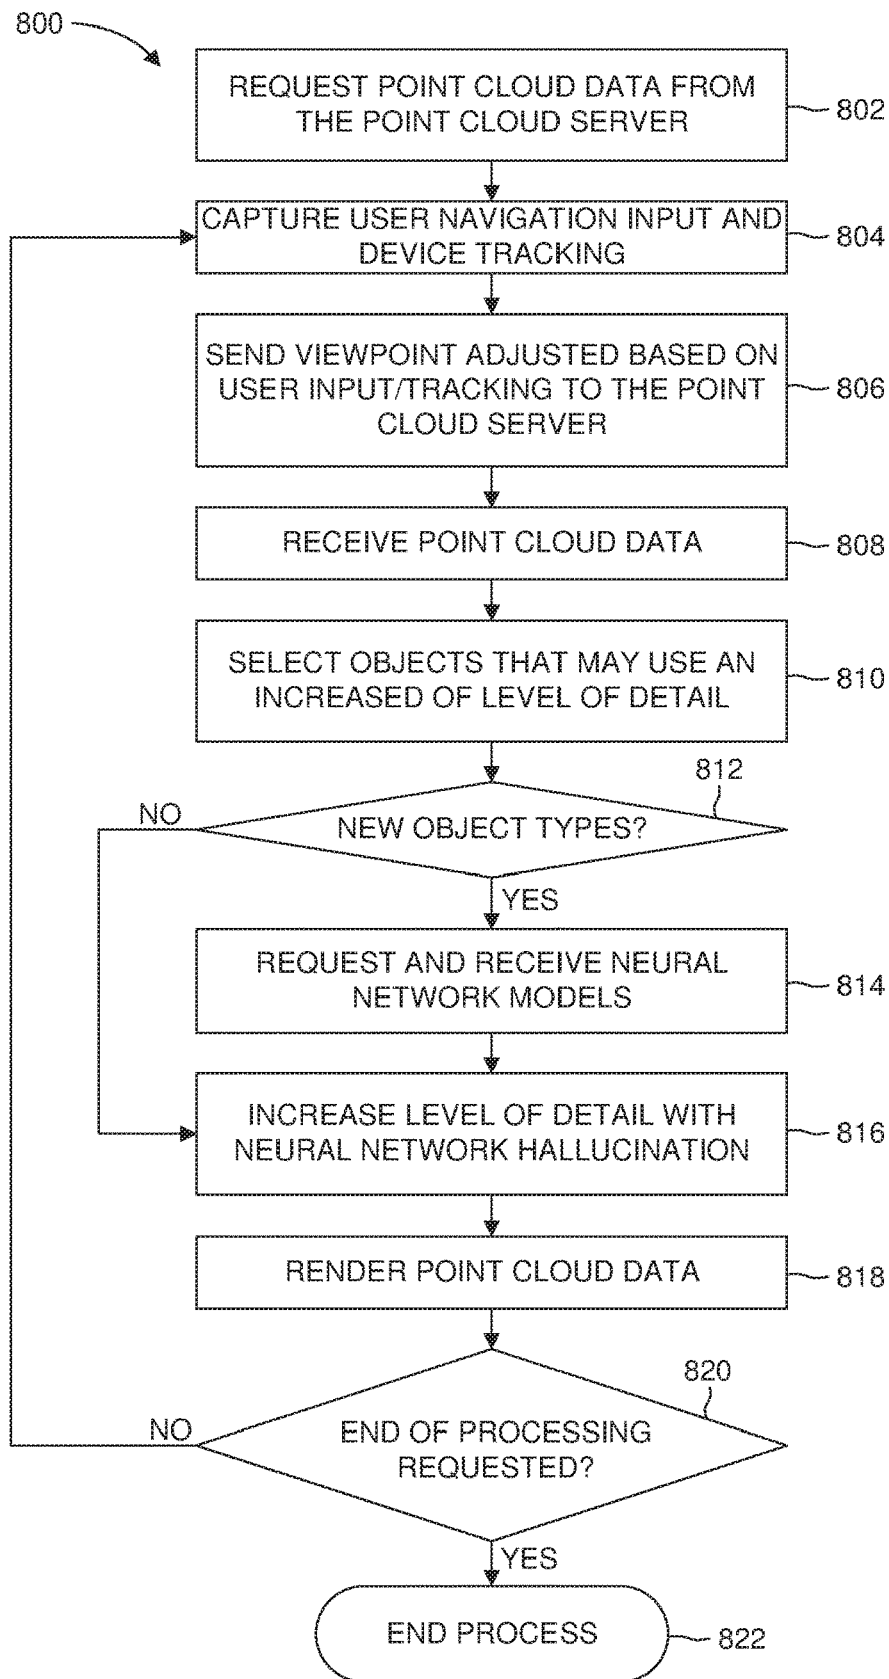 800
REQUEST POINT CLOUD DATA FROM
THE POINT CLOUD SERVER
802
CAPTURE USER NAVIGATION INPUT AND
DEVICE TRACKING
804
SEND VIEWPOINT ADJUSTED BASED ON
USER INPUT/TRACKING TO THE POINT
CLOUD SERVER
806
RECEIVE POINT CLOUD DATA
808
SELECT OBJECTS THAT MAY USE AN
INCREASED OF LEVEL OF DETAIL
810
812
NO
NEW OBJECT TYPES?
YES
REQUEST AND RECEIVE NEURAL
NETWORK MODELS
814
INCREASE LEVEL OF DETAIL WITH
NEURAL NETWORK HALLUCINATION
816
RENDER POINT CLOUD DATA
818
820
NO
END OF PROCESSING
REQUESTED?
YES
END PROCESS
822